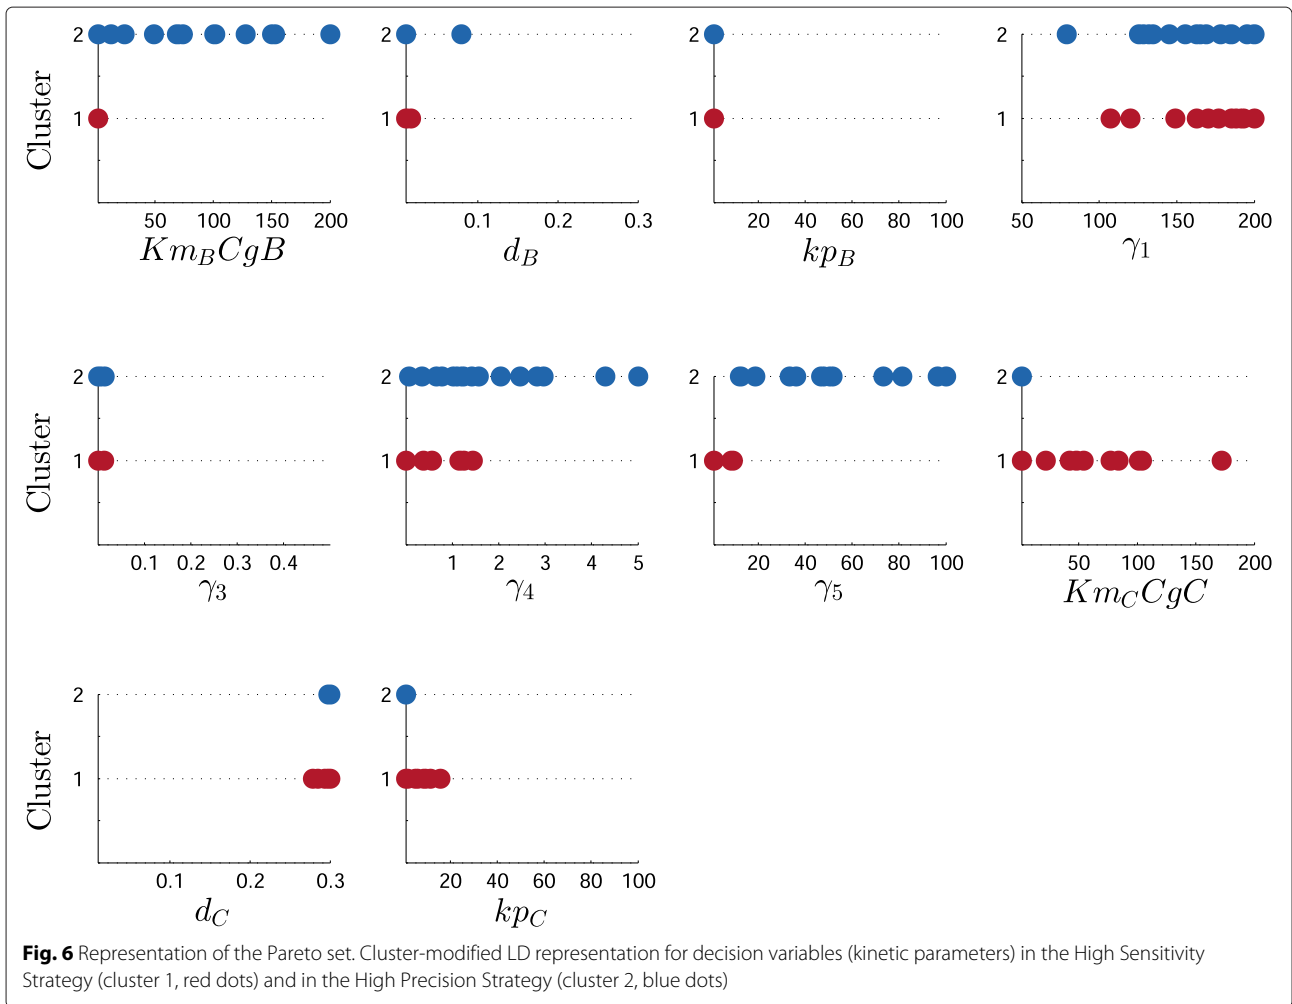 2
1
Cluster
50 100 150 200
Km_BCgB
2
1
0.1 0.2 0.3
d_B
2
1
20 40 60 80 100
kp_B
2
1
50 100 150 200
γ1
2
1
Cluster
0.1 0.2 0.3 0.4
γ3
2
1
1 2 3 4 5
γ4
2
1
20 40 60 80 100
γ5
2
1
50 100 150 200
Km_CCgC
2
1
Cluster
0.1 0.2 0.3
d_C
2
1
20 40 60 80 100
kp_C
Fig. 6 Representation of the Pareto set. Cluster-modified LD representation for decision variables (kinetic parameters) in the High Sensitivity
Strategy (cluster 1, red dots) and in the High Precision Strategy (cluster 2, blue dots)